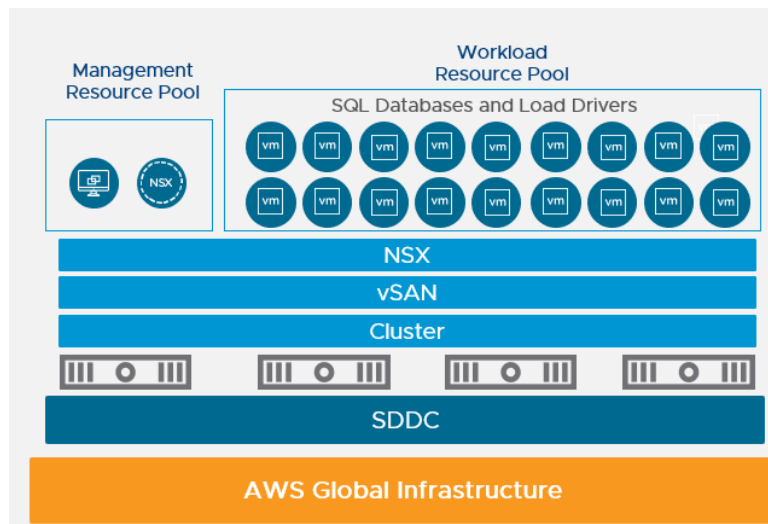 Management
Resource Pool
Workload
Resource Pool
SQL Databases and Load Drivers
NSX
vm vm vm vm vm vm vm vm vm
vm vm vm vm vm vm vm vm vm
NSX
vSAN
Cluster
SDDC
AWS Global Infrastructure